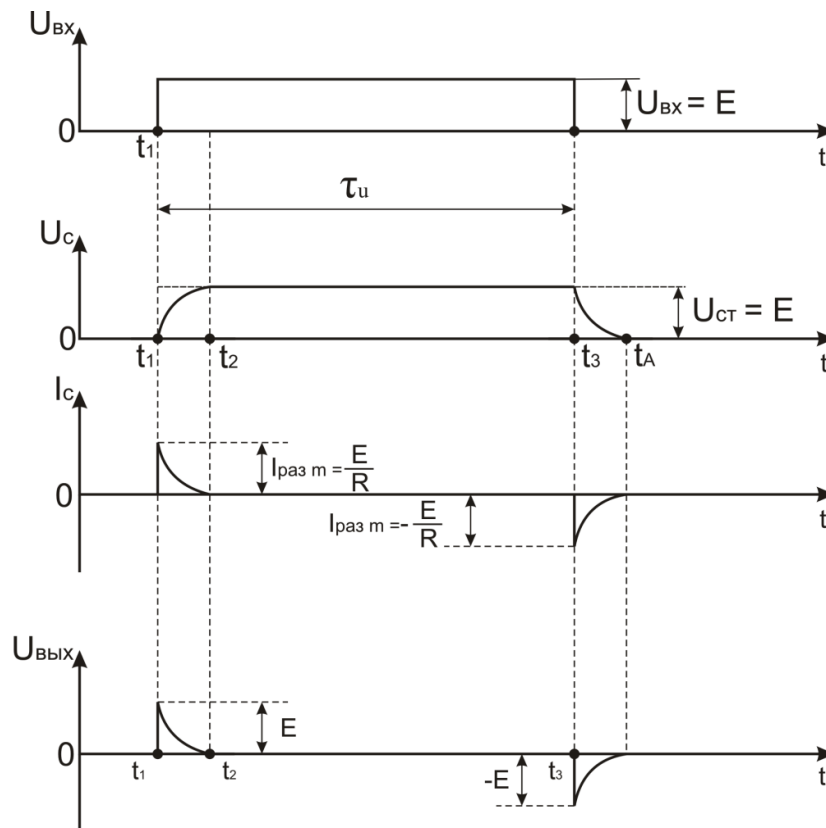 Uвх
Uвх = E
0
t1
t
τu
Uc
Uст = E
0
t1
t2
t3
tA
t
Ic
Iраз m = E/R
0
t
Iраз m =- E/R
Uвых
E
0
t1
t2
t3
t
-E